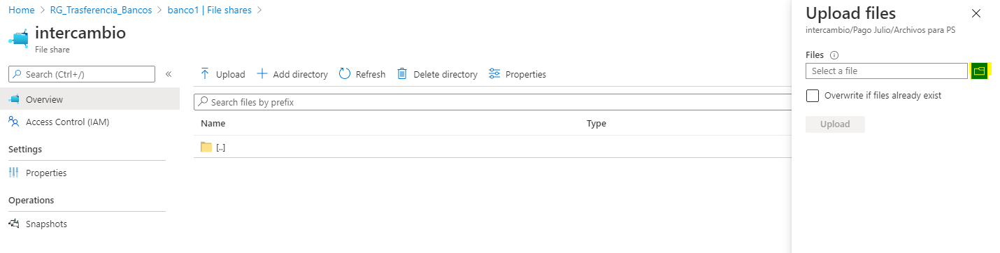 Home > RG_Trasferencia_Bancos > banco1 | File shares >
intercambio
File share
Search (Ctrl+/)
«
Overview
Access Control (IAM)
Settings
Properties
Operations
Snapshots
Upload Add directory Refresh Delete directory Properties
Search files by prefix
Name Type
[..]
Upload files
intercambio/Pago Julio/Archivos para PS
Files
Select a file
Overwrite if files already exist
Upload